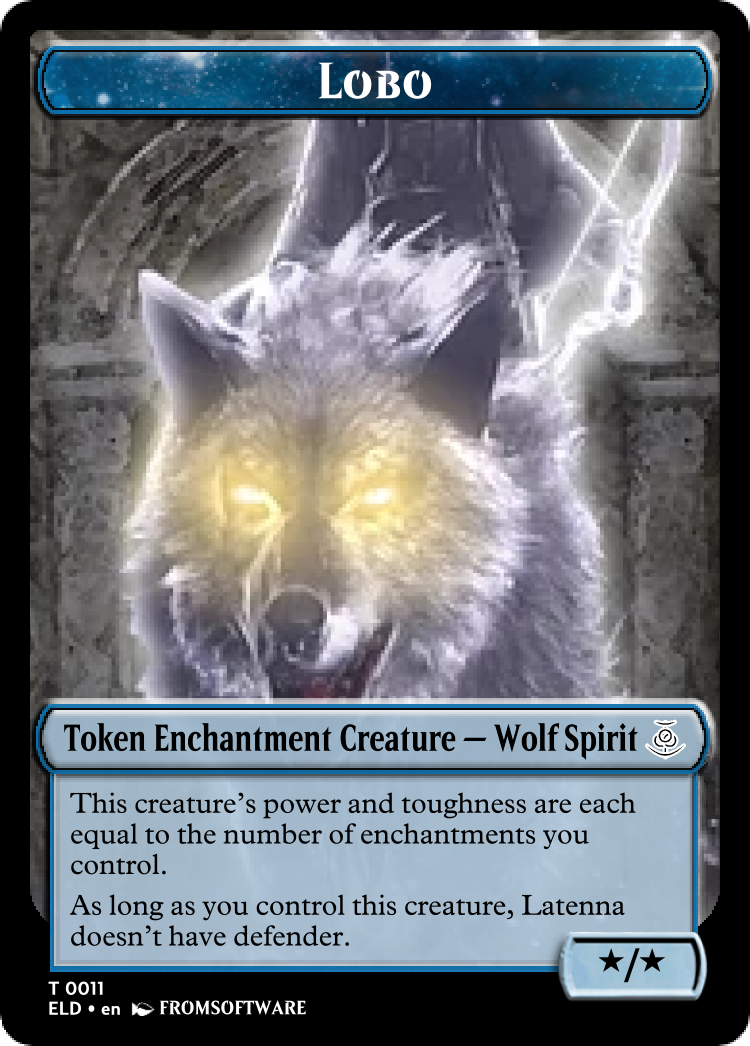 Lobo
Token Enchantment Creature — Wolf Spirit
This creature's power and toughness are each
equal to the number of enchantments you
control.
As long as you control this creature, Latenna
doesn't have defender.
★/★
T 0011
ELD • en FROMSOFTWARE